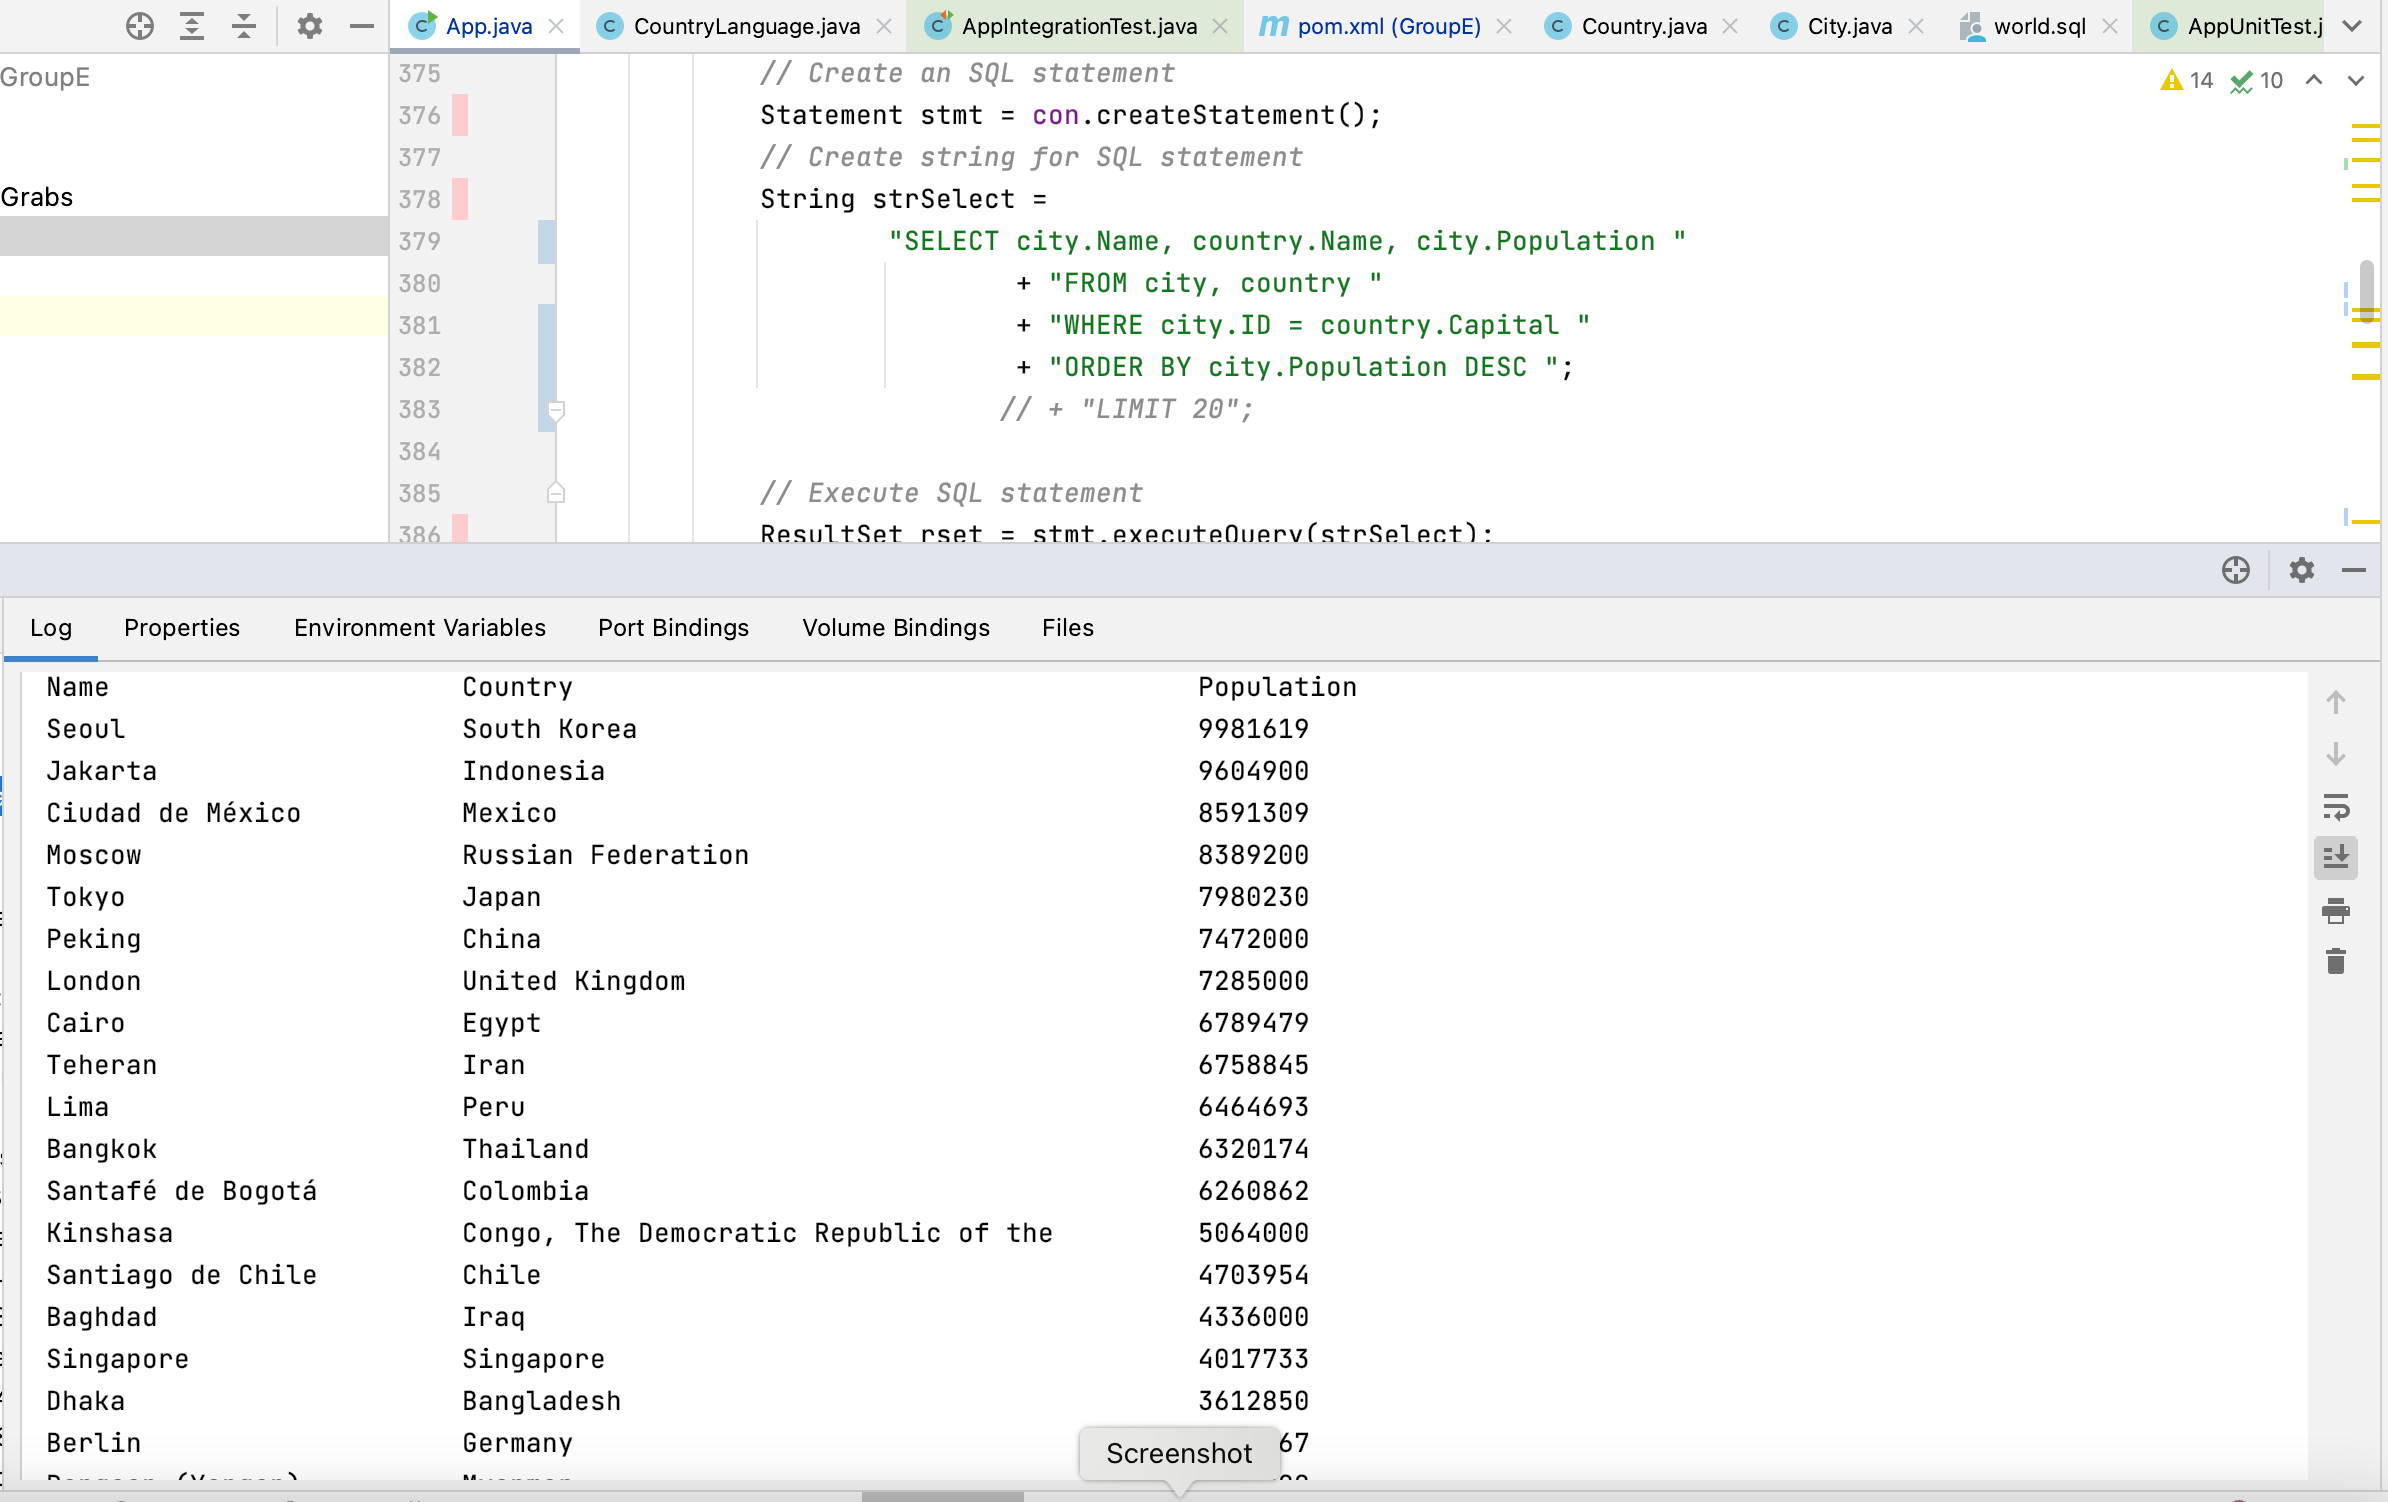 App.java
CountryLanguage.java
AppIntegrationTest.java
pom.xml (GroupE)
Country.java
City.java
world.sql
AppUnitTest.j
GroupE
Grabs
14
10
375 // Create an SQL statement
376 Statement stmt = con.createStatement();
377 // Create string for SQL statement
378 String strSelect =
379 "SELECT city.Name, country.Name, city.Population "
380 + "FROM city, country "
381 + "WHERE city.ID = country.Capital "
382 + "ORDER BY city.Population DESC ";
383 // + "LIMIT 20";
384
385 // Execute SQL statement
386 ResultSet rset = stmt.executeQuery(strSelect);
Log Properties Environment Variables Port Bindings Volume Bindings Files
Name Country Population
Seoul South Korea 9981619
Jakarta Indonesia 9604900
Ciudad de México Mexico 8591309
Moscow Russian Federation 8389200
Tokyo Japan 7980230
Peking China 7472000
London United Kingdom 7285000
Cairo Egypt 6789479
Teheran Iran 6758845
Lima Peru 6464693
Bangkok Thailand 6320174
Santafé de Bogotá Colombia 6260862
Kinshasa Congo, The Democratic Republic of the 5064000
Santiago de Chile Chile 4703954
Baghdad Iraq 4336000
Singapore Singapore 4017733
Dhaka Bangladesh 3612850
Berlin Germany 67
Screenshot